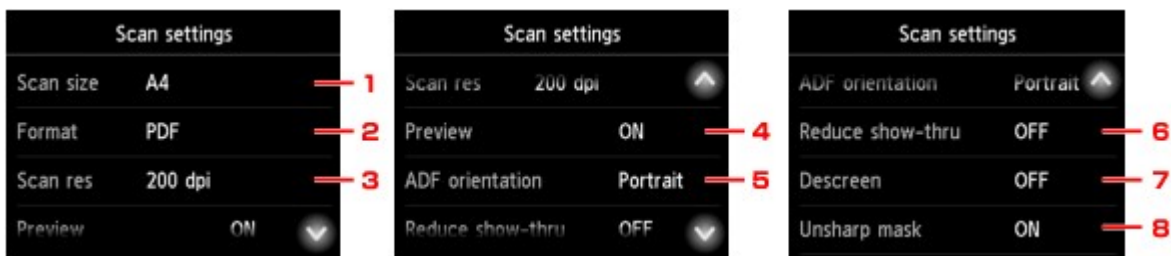 Scan settings
Scan size A4 1
Format PDF 2
Scan res 200 dpi 3
Preview ON
Scan settings
Scan res 200 dpi
Preview ON 4
ADF orientation Portrait 5
Reduce show-thru OFF
Scan settings
ADF orientation Portrait
Reduce show-thru OFF 6
Descreen OFF 7
Unsharp mask ON 8